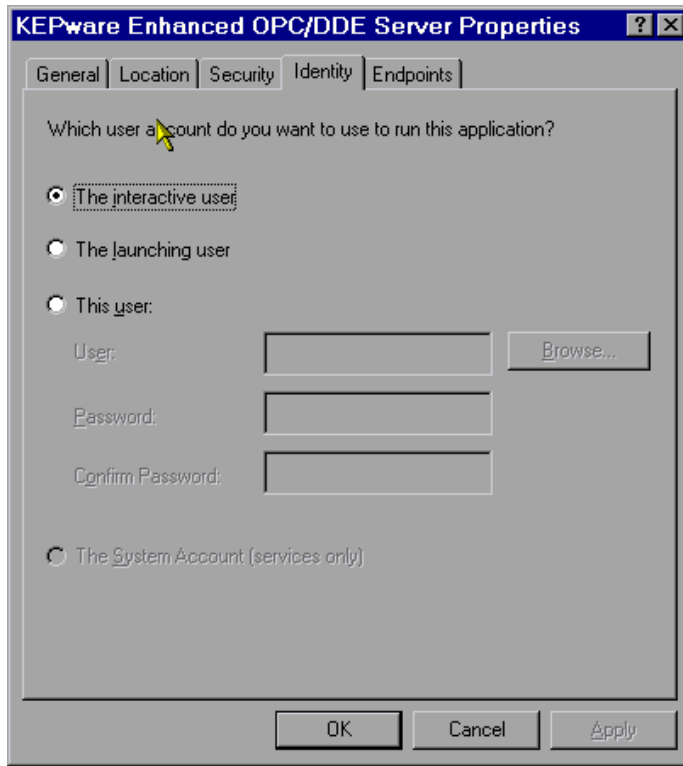 KEPware Enhanced OPC/DDE Server Properties ? X
General Location Security Identity Endpoints
Which user account do you want to use to run this application?
The interactive user
The launching user
This user:
User: Browse...
Password:
Confirm Password:
The System Account (services only)
OK Cancel Apply